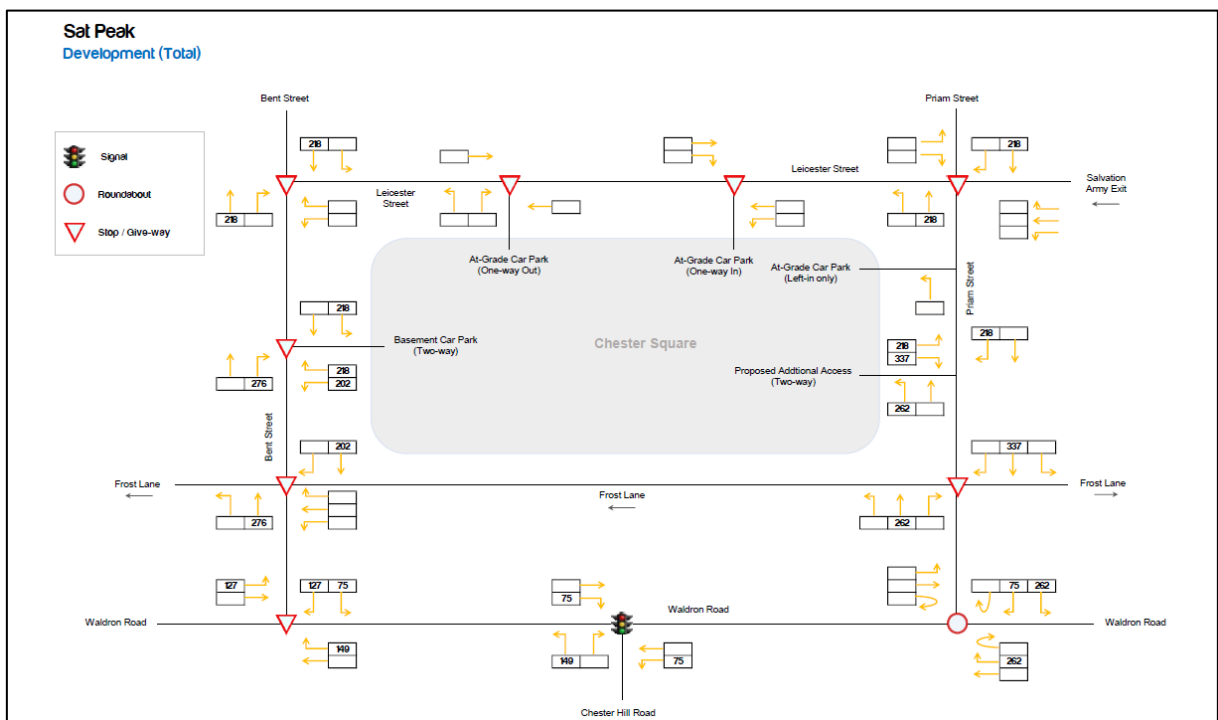 Sat Peak
Development (Total)
Bent Street
Priam Street
Signal
Roundabout
Stop / Give-way
218
218
Leicester Street
Leicester
Street
Salvation
Army Exit
218
218
At-Grade Car Park
(One-way Out)
At-Grade Car Park
(One-way In)
At-Grade Car Park
(Left-in only)
Priam Street
218
Basement Car Park
(Two-way)
Chester Square
218
218
337
276
218
202
Proposed Addtional Access
(Two-way)
262
Bent Street
202
337
Frost Lane
Frost Lane
Frost Lane
276
262
127
127 75
75
75 262
Waldron Road
Waldron Road
Waldron Road
149
149
75
262
Chester Hill Road